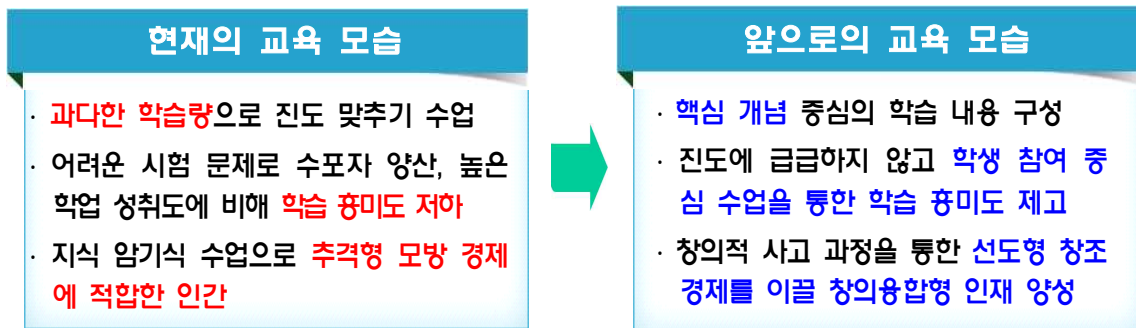 현재의 교육 모습
· 과다한 학습량으로 진도 맞추기 수업
· 어려운 시험 문제로 수포자 양산, 높은
학업 성취도에 비해 학습 흥미도 저하
· 지식 암기식 수업으로 추격형 모방 경제
에 적합한 인간
앞으로의 교육 모습
· 핵심 개념 중심의 학습 내용 구성
· 진도에 급급하지 않고 학생 참여 중
심 수업을 통한 학습 흥미도 제고
· 창의적 사고 과정을 통한 선도형 창조
경제를 이끌 창의융합형 인재 양성